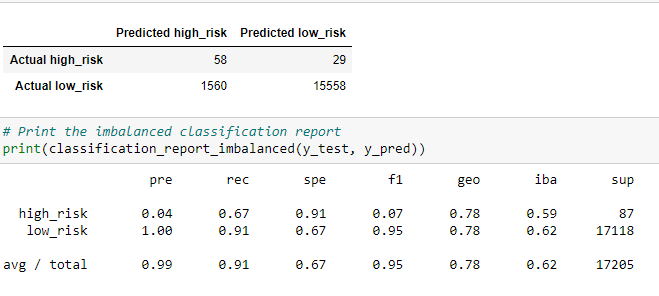 Predicted high_risk Predicted low_risk
Actual high_risk 58 29
Actual low_risk 1560 15558
# Print the imbalanced classification report
print(classification_report_imbalanced(y_test, y_pred))
pre rec spe f1 geo iba sup
high_risk 0.04 0.67 0.91 0.07 0.78 0.59 87
low_risk 1.00 0.91 0.67 0.95 0.78 0.62 17118
avg / total 0.99 0.91 0.67 0.95 0.78 0.62 17205